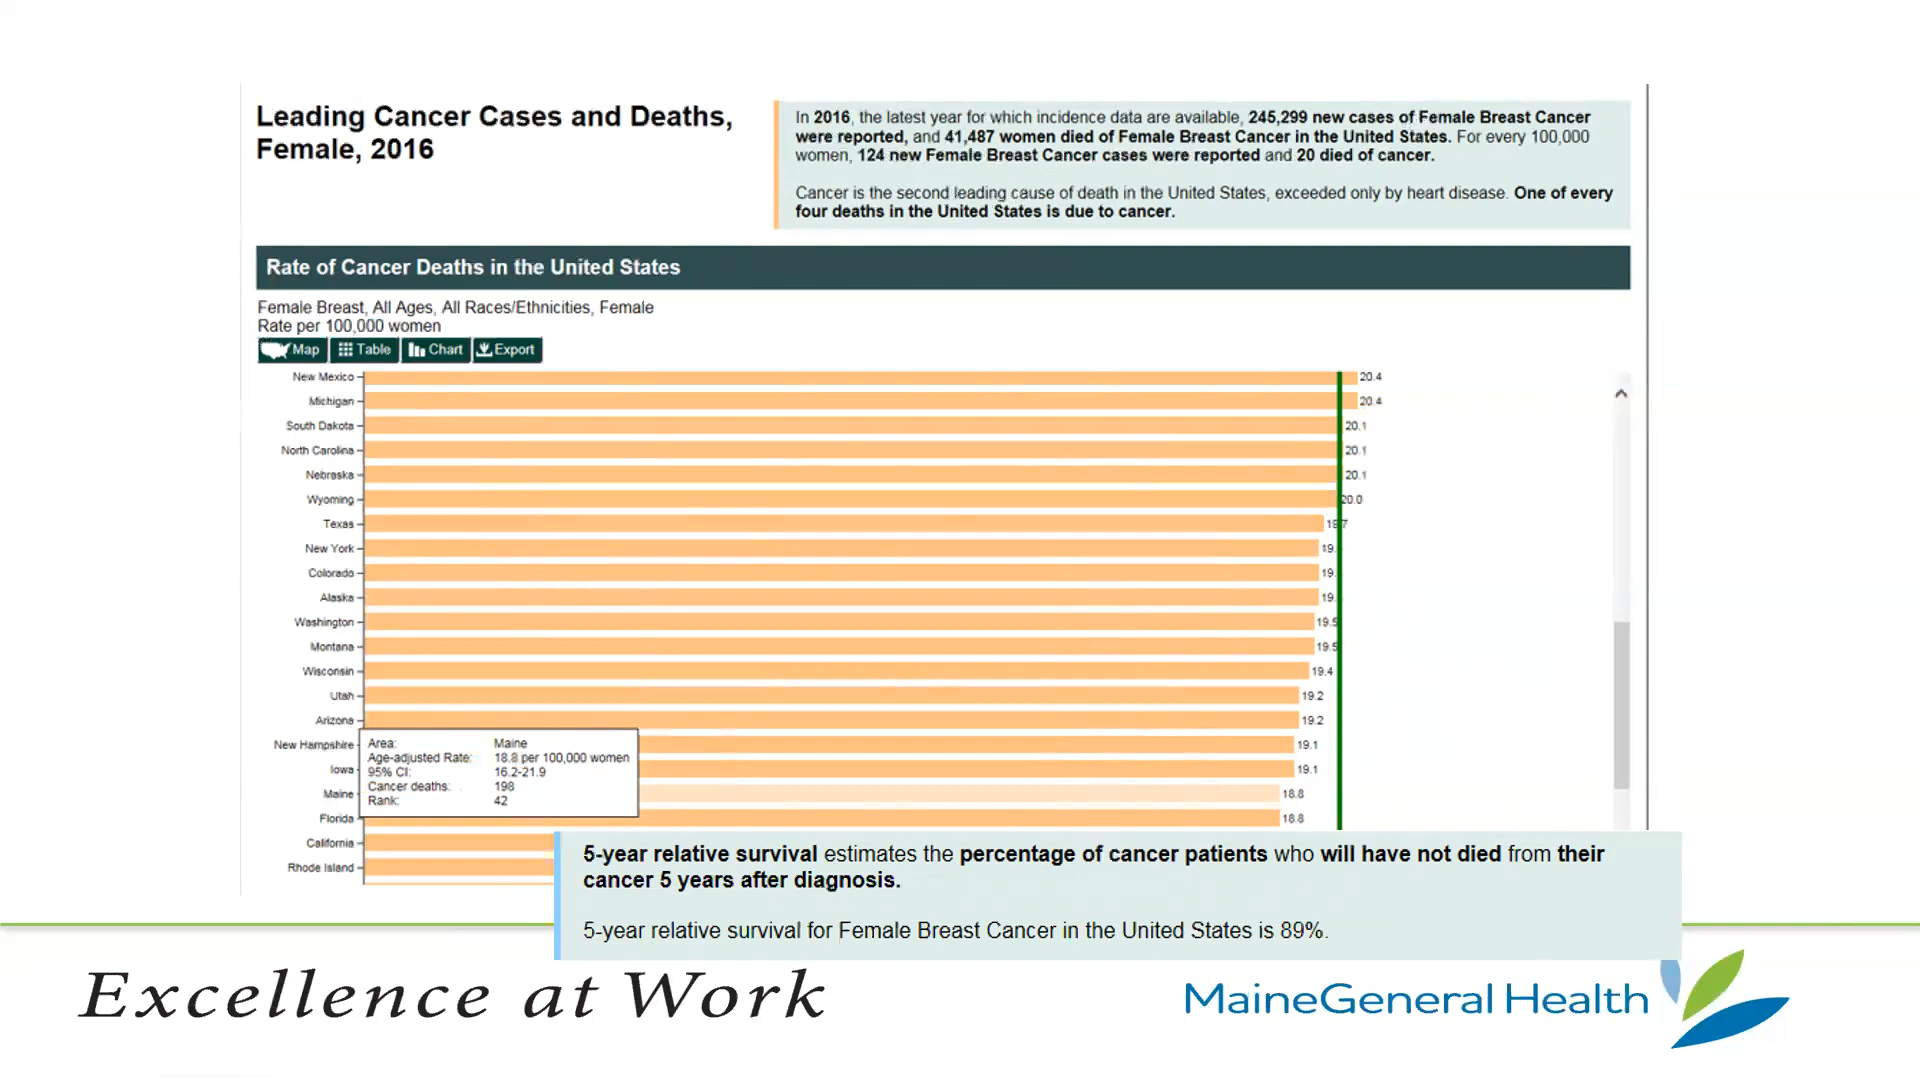 Leading Cancer Cases and Deaths,
Female, 2016
In 2016, the latest year for which incidence data are available, 245,299 new cases of Female Breast Cancer
were reported, and 41,487 women died of Female Breast Cancer in the United States. For every 100,000
women, 124 new Female Breast Cancer cases were reported and 20 died of cancer.
Cancer is the second leading cause of death in the United States, exceeded only by heart disease. One of every
four deaths in the United States is due to cancer.
Rate of Cancer Deaths in the United States
Female Breast, All Ages, All Races/Ethnicities, Female
Rate per 100,000 women
Map Table Chart Export
New Mexico 20.4
Michigan 20.4
South Dakota 20.1
North Carolina 20.1
Nebraska 20.1
Wyoming 20.0
Texas 19.7
New York 19.
Colorado 19.
Alaska 19.
Washington 19.5
Montana 19.5
Wisconsin 19.4
Utah 19.2
Arizona 19.2
New Hampshire 19.1
Iowa 19.1
Maine 18.8
Florida 18.8
California
Rhode Island
Area: Maine
Age-adjusted Rate: 18.8 per 100,000 women
95% CI: 16.2-21.9
Cancer deaths: 198
Rank: 42
5-year relative survival estimates the percentage of cancer patients who will have not died from their
cancer 5 years after diagnosis.
5-year relative survival for Female Breast Cancer in the United States is 89%.
Excellence at Work
MaineGeneral Health